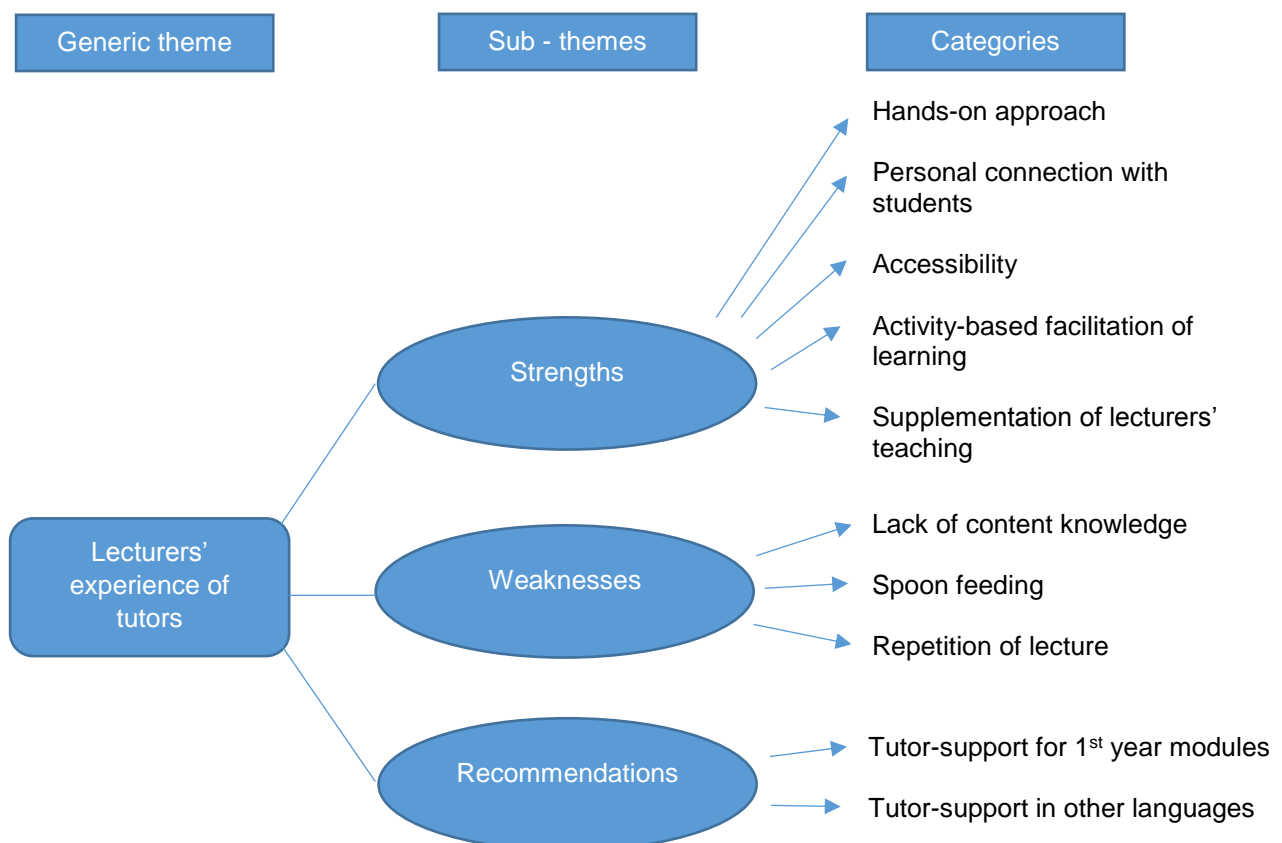 Generic theme
Sub - themes
Categories
Hands-on approach
Personal connection with
students
Accessibility
Activity-based facilitation of
learning
Strengths
Supplementation of lecturers’
teaching
Lecturers’
experience of
tutors
Weaknesses
Lack of content knowledge
Spoon feeding
Repetition of lecture
Recommendations
Tutor-support for 1st year modules
Tutor-support in other languages